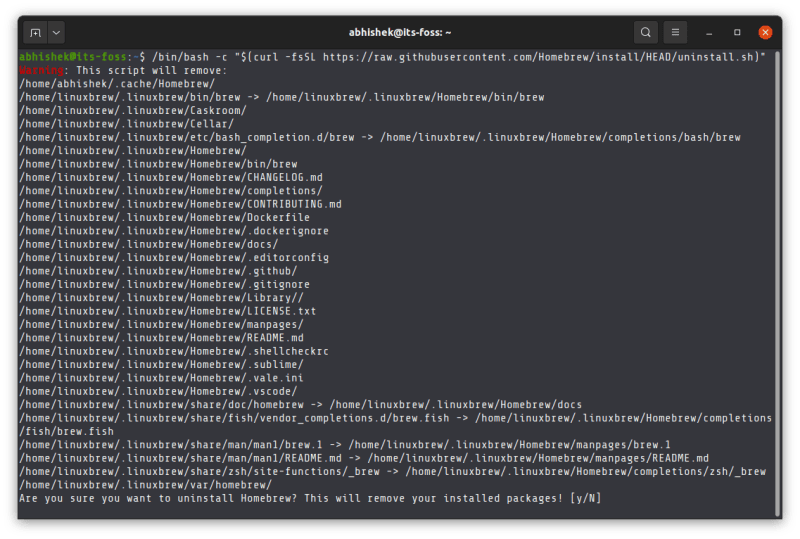 abhishek@its-foss: ~
abhishek@its-foss:~$ /bin/bash -c "$(curl -fsSL https://raw.githubusercontent.com/Homebrew/install/HEAD/uninstall.sh)"
Warning: This script will remove:
/home/abhishek/.cache/Homebrew/
/home/linuxbrew/.linuxbrew/bin/brew -> /home/linuxbrew/.linuxbrew/Homebrew/bin/brew
/home/linuxbrew/.linuxbrew/Caskroom/
/home/linuxbrew/.linuxbrew/Cellar/
/home/linuxbrew/.linuxbrew/etc/bash_completion.d/brew -> /home/linuxbrew/.linuxbrew/Homebrew/completions/bash/brew
/home/linuxbrew/.linuxbrew/Homebrew/
/home/linuxbrew/.linuxbrew/Homebrew/bin/brew
/home/linuxbrew/.linuxbrew/Homebrew/CHANGELOG.md
/home/linuxbrew/.linuxbrew/Homebrew/completions/
/home/linuxbrew/.linuxbrew/Homebrew/CONTRIBUTING.md
/home/linuxbrew/.linuxbrew/Homebrew/Dockerfile
/home/linuxbrew/.linuxbrew/Homebrew/.dockerignore
/home/linuxbrew/.linuxbrew/Homebrew/docs/
/home/linuxbrew/.linuxbrew/Homebrew/.editorconfig
/home/linuxbrew/.linuxbrew/Homebrew/.github/
/home/linuxbrew/.linuxbrew/Homebrew/.gitignore
/home/linuxbrew/.linuxbrew/Homebrew/Library//
/home/linuxbrew/.linuxbrew/Homebrew/LICENSE.txt
/home/linuxbrew/.linuxbrew/Homebrew/manpages/
/home/linuxbrew/.linuxbrew/Homebrew/README.md
/home/linuxbrew/.linuxbrew/Homebrew/.shellcheckrc
/home/linuxbrew/.linuxbrew/Homebrew/.sublime/
/home/linuxbrew/.linuxbrew/Homebrew/.vale.ini
/home/linuxbrew/.linuxbrew/Homebrew/.vscode/
/home/linuxbrew/.linuxbrew/share/doc/homebrew -> /home/linuxbrew/.linuxbrew/Homebrew/docs
/home/linuxbrew/.linuxbrew/share/fish/vendor_completions.d/brew.fish -> /home/linuxbrew/.linuxbrew/Homebrew/completions
/fish/brew.fish
/home/linuxbrew/.linuxbrew/share/man/man1/brew.1 -> /home/linuxbrew/.linuxbrew/Homebrew/manpages/brew.1
/home/linuxbrew/.linuxbrew/share/man/man1/README.md -> /home/linuxbrew/.linuxbrew/Homebrew/manpages/README.md
/home/linuxbrew/.linuxbrew/share/zsh/site-functions/_brew -> /home/linuxbrew/.linuxbrew/Homebrew/completions/zsh/_brew
/home/linuxbrew/.linuxbrew/var/homebrew/
Are you sure you want to uninstall Homebrew? This will remove your installed packages! [y/N]